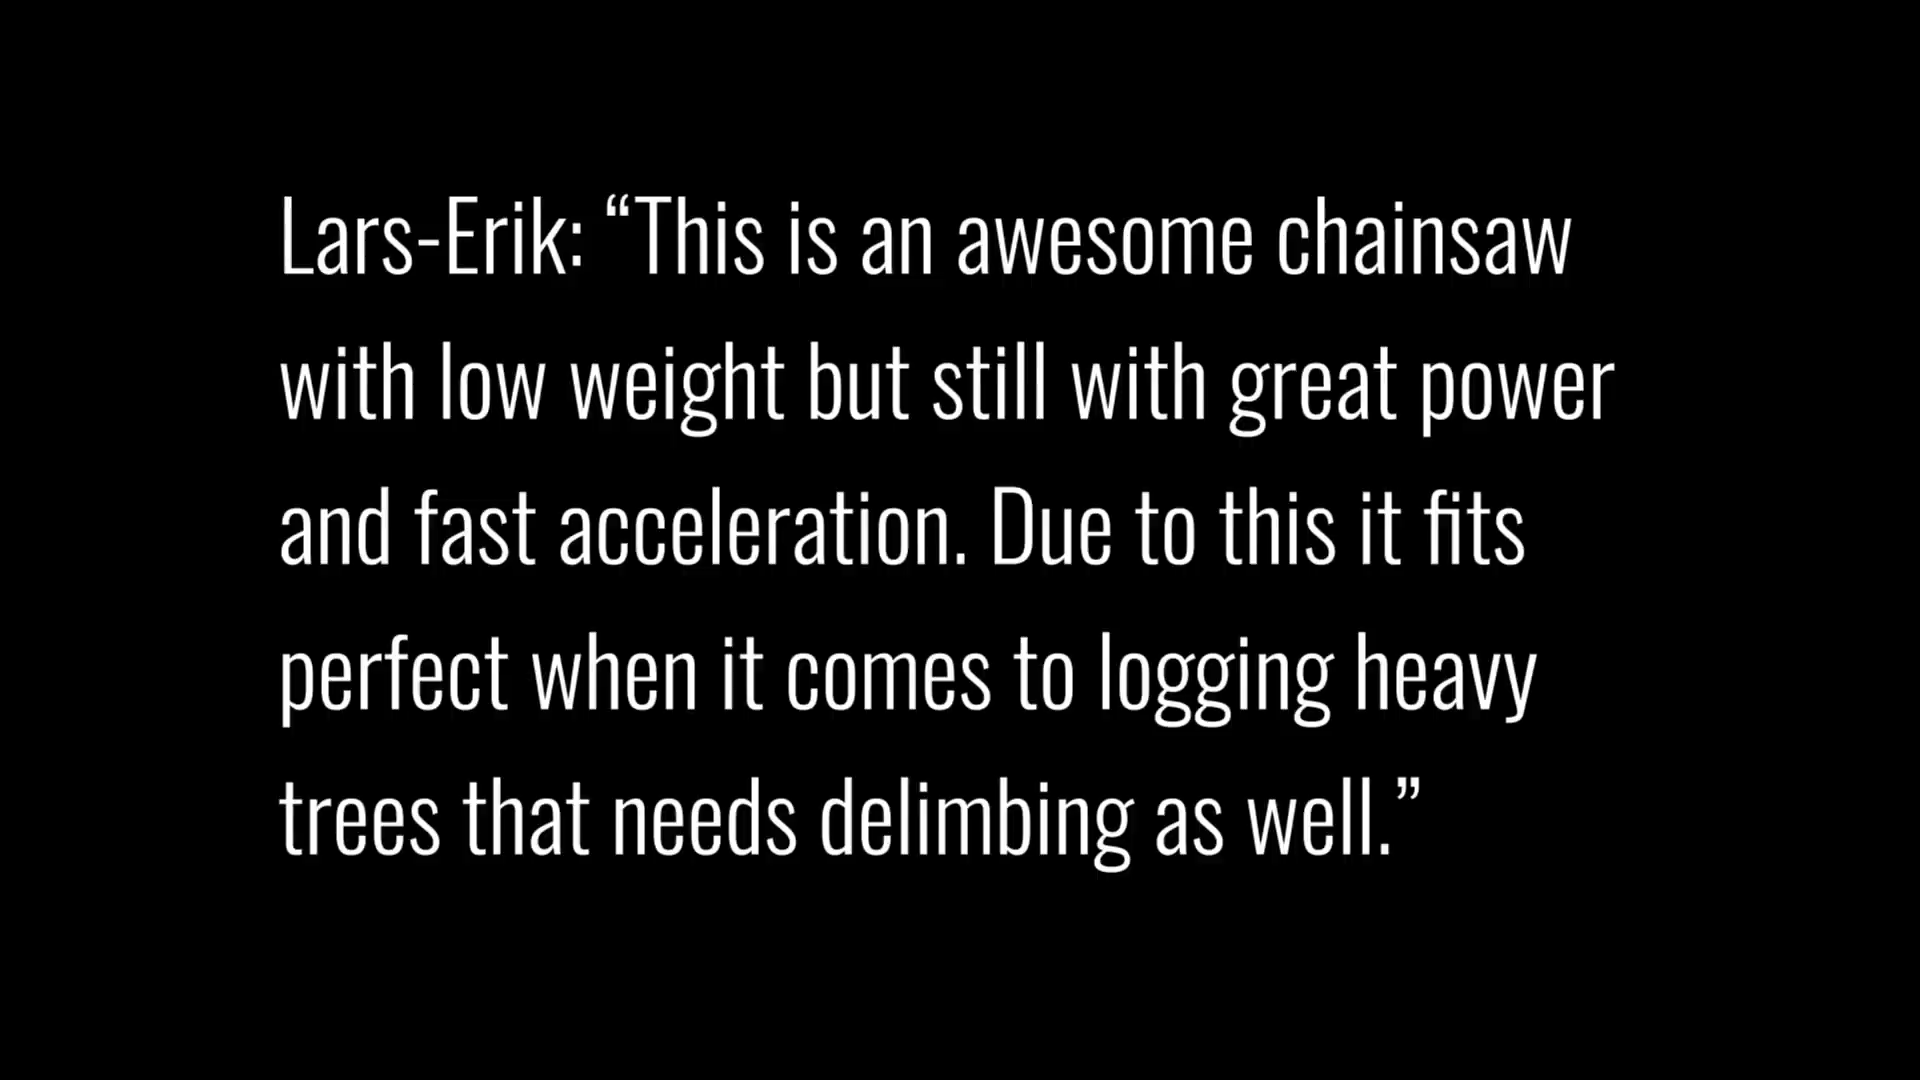 Lars-Erik: “This is an awesome chainsaw
with low weight but still with great power
and fast acceleration. Due to this it fits
perfect when it comes to logging heavy
trees that needs delimbing as well.”